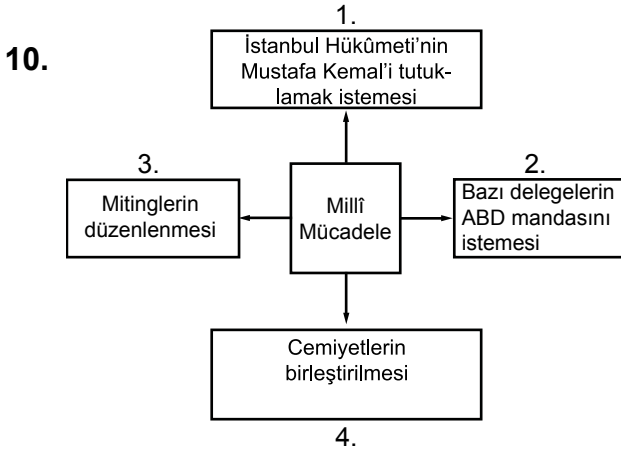 10.
1.
İstanbul Hükûmeti’nin
Mustafa Kemal’i tutuk-
lamak istemesi
3.
Mitinglerin
düzenlenmesi
Millî
Mücadele
2.
Bazı delegelerin
ABD mandasını
istemesi
Cemiyetlerin
birleştirilmesi
4.